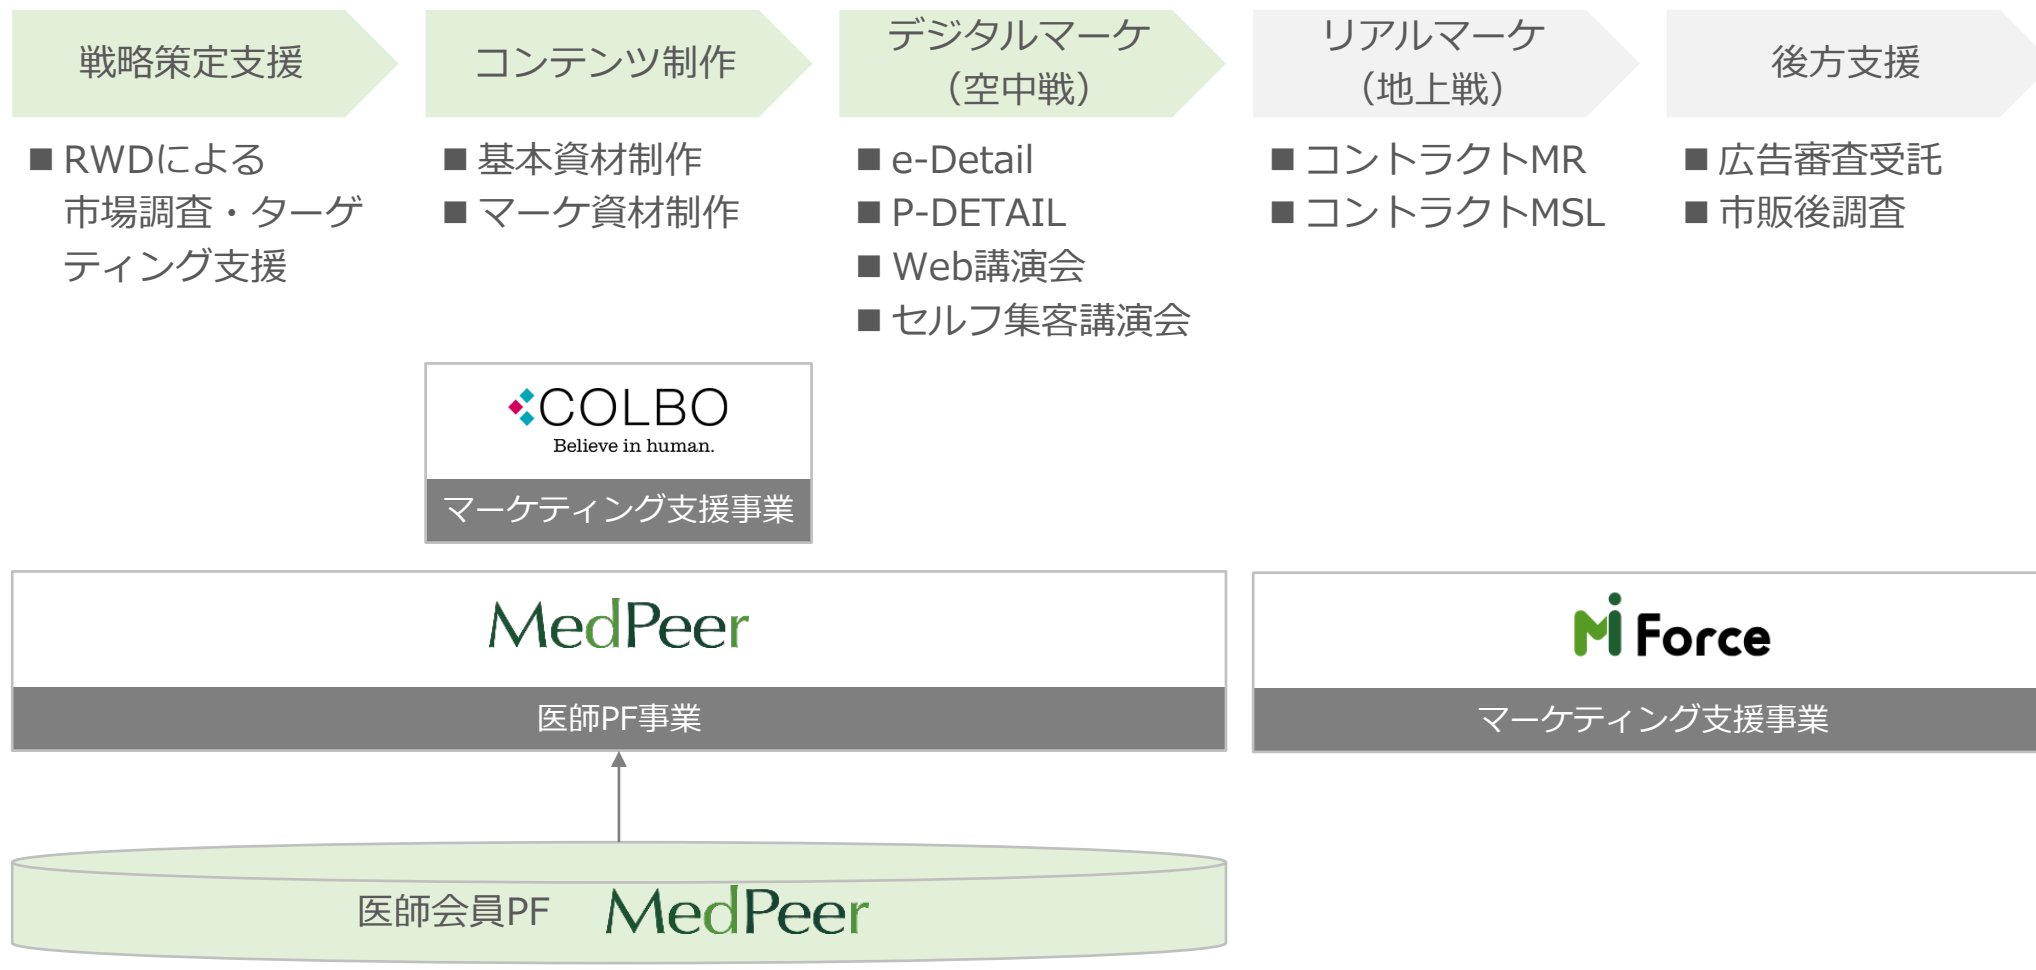 戦略策定支援
コンテンツ制作
デジタルマーケ
（空中戦）
リアルマーケ
（地上戦）
後方支援
■ RWDによる
市場調査・ターゲ
ティング支援
■ 基本資材制作
■ マーケ資材制作
■ e-Detail
■ P-DETAIL
■ Web講演会
■ セルフ集客講演会
■ コントラクトMR
■ コントラクトMSL
■ 広告審査受託
■ 市販後調査
COLBO
Believe in human.
マーケティング支援事業
MedPeer
医師PF事業
Mi Force
マーケティング支援事業
医師会員PF MedPeer